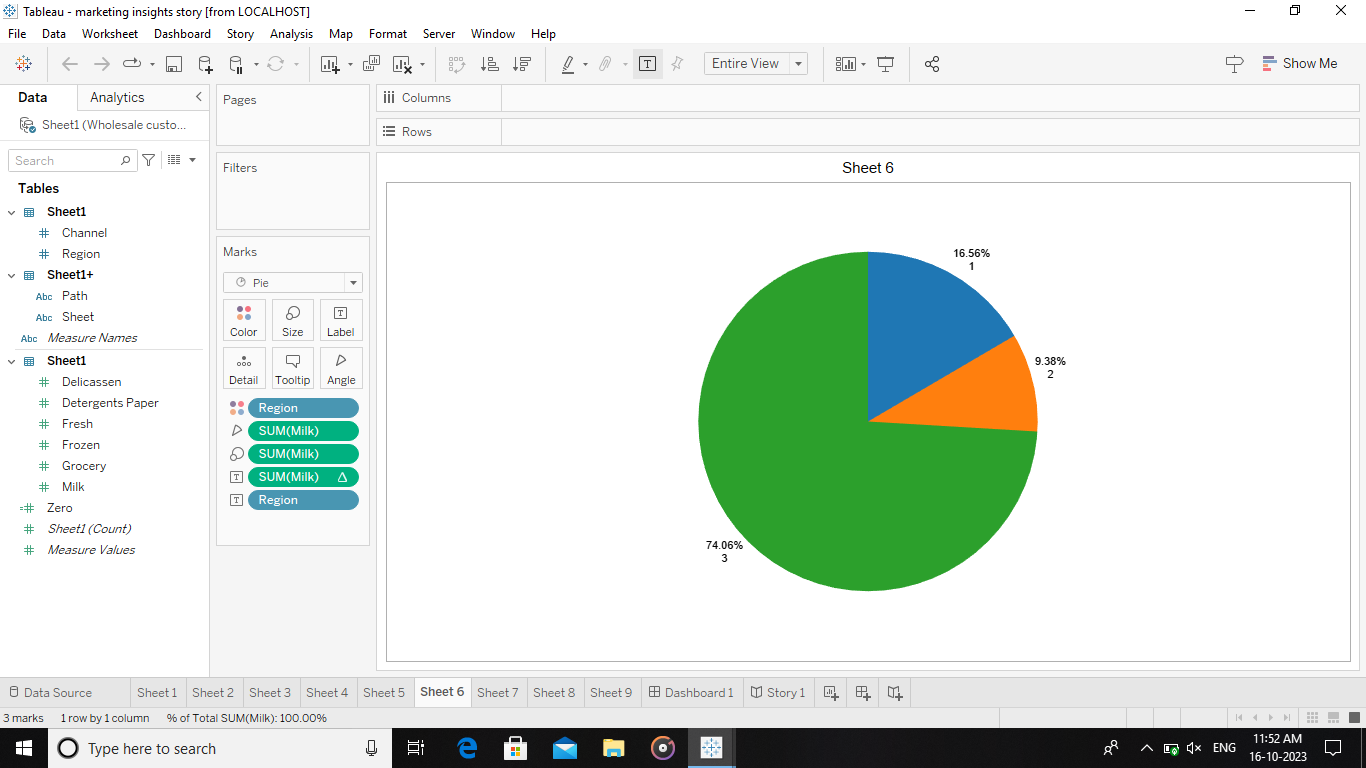 Tableau - marketing insights story [from LOCALHOST]
File Data Worksheet Dashboard Story Analysis Map Format Server Window Help
T Entire View Show Me
Data Analytics
Sheet1 (Wholesale custo...
Search
Tables
Sheet1
Channel
Region
Sheet1+
Abc Path
Abc Sheet
Abc Measure Names
Sheet1
Delicassen
Detergents Paper
Fresh
Frozen
Grocery
Milk
=# Zero
Sheet1 (Count)
Measure Values
Pages
Filters
Marks
Pie
Color Size Label
Detail Tooltip Angle
Region
SUM(Milk)
SUM(Milk)
SUM(Milk) Δ
Region
Columns
Rows
Sheet 6
16.56%
1
9.38%
2
74.06%
3
Data Source Sheet 1 Sheet 2 Sheet 3 Sheet 4 Sheet 5 Sheet 6 Sheet 7 Sheet 8 Sheet 9 Dashboard 1 Story 1
3 marks 1 row by 1 column % of Total SUM(Milk): 100.00%
Type here to search
ENG
11:52 AM
16-10-2023